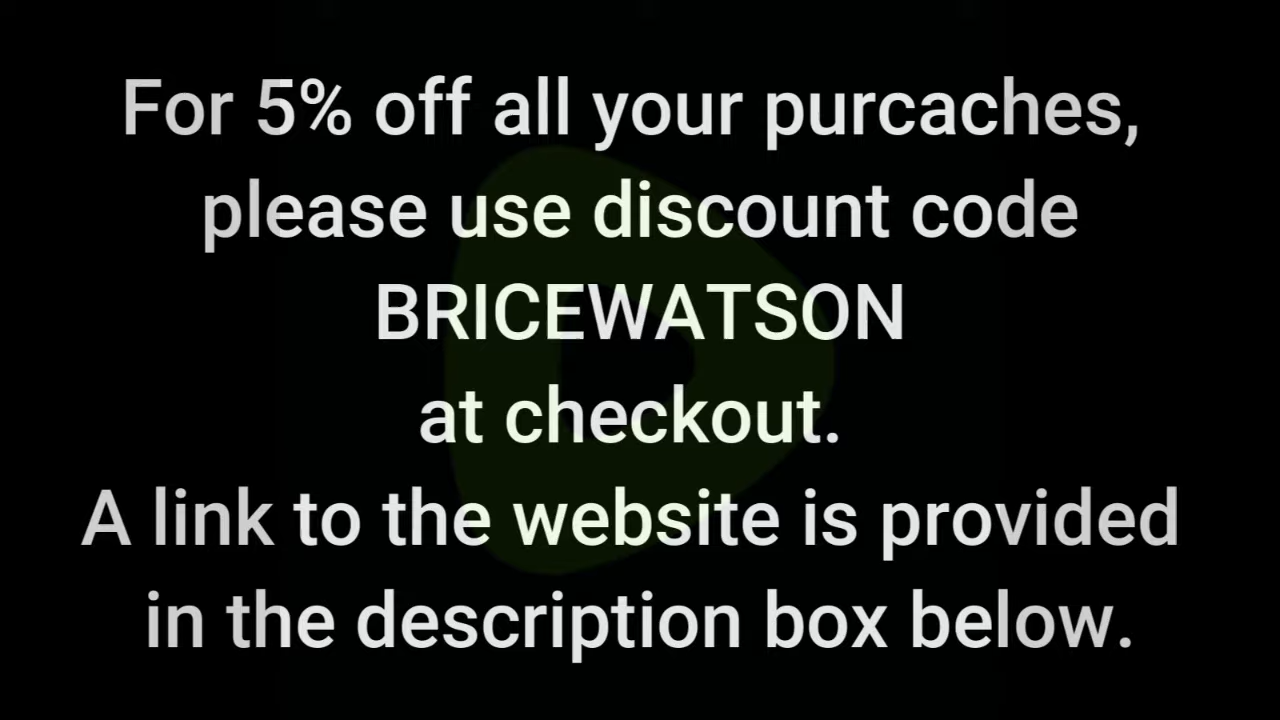 For 5% off all your purcaches,
please use discount code
BRICEWATSON
at checkout.
A link to the website is provided
in the description box below.